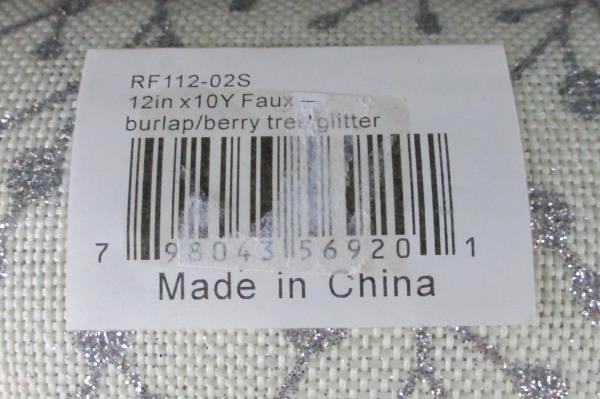 RF112-02S
12in x10Y Faux –
burlap/berry tree glitter
7 98043 56920 1
Made in China